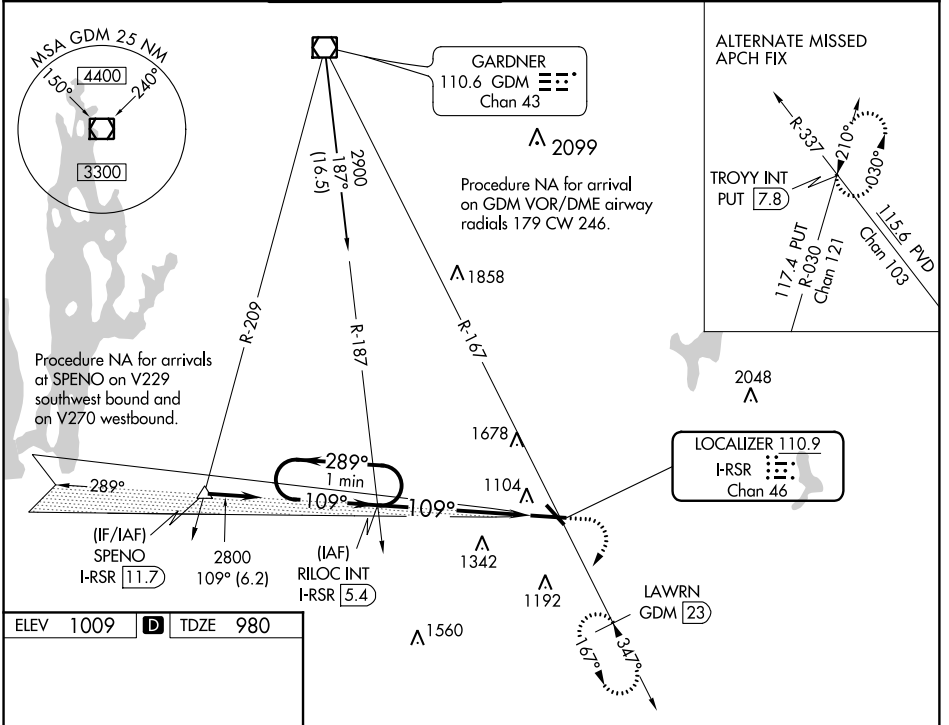 MSA GDM 25 NM
150°
4400
240°
3300
GARDNER
110.6 GDM
Chan 43
2099
Procedure NA for arrival
on GDM VOR/DME airway
radials 179 CW 246.
ALTERNATE MISSED
APCH FIX
R-337
210°
030°
TROYY INT
PUT 7.8
117.4 PUT
R-030
Chan 121
115.6 PVD
Chan 103
2900
187°
(16.5)
1858
R-209
R-187
R-167
Procedure NA for arrivals
at SPENO on V229
southwest bound and
on V270 westbound.
2048
1678
LOCALIZER 110.9
I-RSR
Chan 46
289°
1 min
109°
109°
1104
289°
(IF/IAF)
SPENO
I-RSR 11.7
2800
109° (6.2)
(IAF)
RILOC INT
I-RSR 5.4
1342
1192
LAWRN
GDM 23
167°
347°
1560
ELEV 1009 D TDZE 980